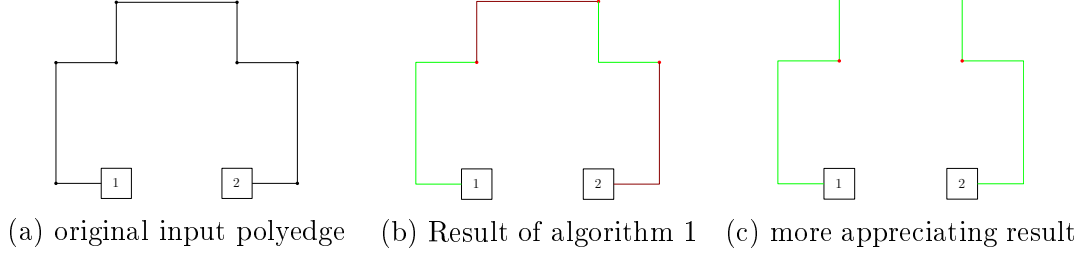 1 2 1 2 1 2
(a) original input polyedge (b) Result of algorithm 1 (c) more appreciating result